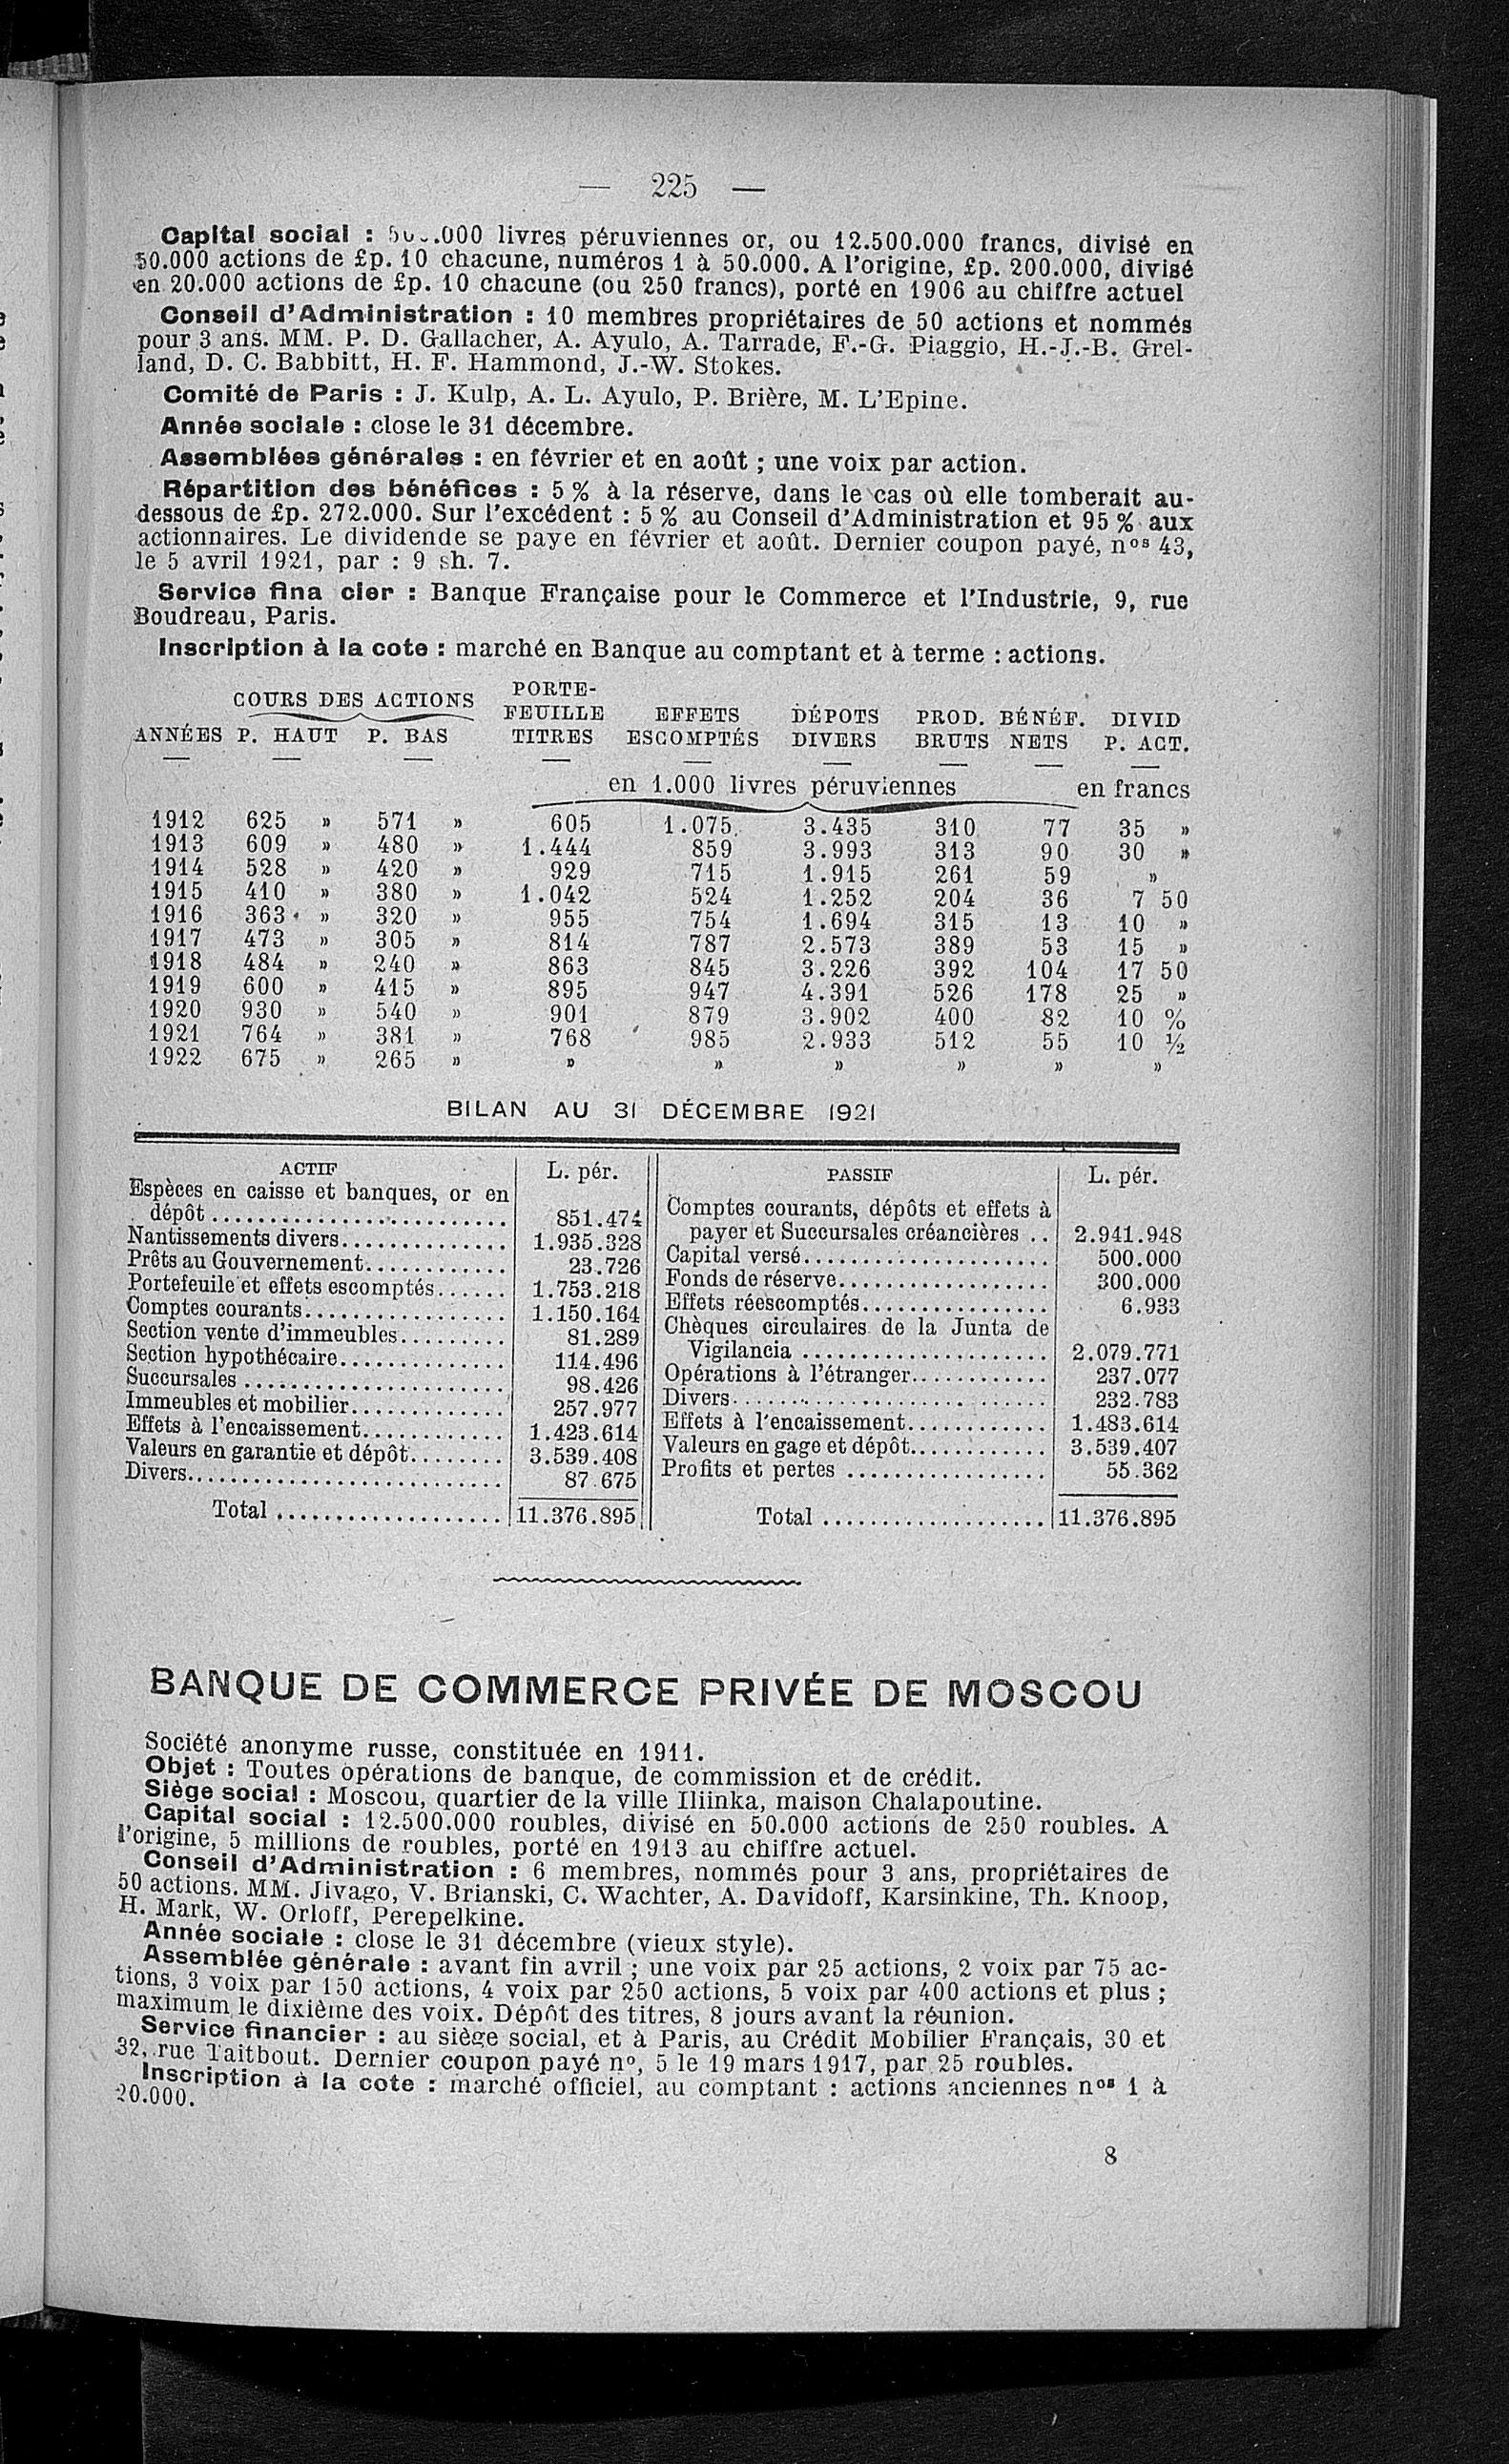 — 225 —
Capital social : 500.000 livres péruviennes or, ou 12.500.000 francs, divisé en
50.000 actions de £p. 10 chacune, numéros 1 à 50.000. A l'origine, £p. 200.000, divisé
en 20.000 actions de £p. 10 chacune (ou 250 francs), porté en 1906 au chiffre actuel
Conseil d'Administration : 10 membres propriétaires de 50 actions et nommés
pour 3 ans. MM. P. D. Gallacher, A. Ayulo, A. Tarrade, F.-G. Piaggio, H.-J.-B. Grel-
land, D. C. Babbitt, H. F. Hammond, J.-W. Stokes.
Comité de Paris : J. Kulp, A. L. Ayulo, P. Brière, M. L'Epine.
Année sociale : close le 31 décembre.
Assemblées générales : en février et en août ; une voix par action.
Répartition des bénéfices : 5 % à la réserve, dans le cas où elle tomberait au-
dessous de £p. 272.000. Sur l'excédent : 5 % au Conseil d'Administration et 95 % aux
actionnaires. Le dividende se paye en février et août. Dernier coupon payé, nos 43,
le 5 avril 1921, par : 9 sh. 7.
Service fina cier : Banque Française pour le Commerce et l'Industrie, 9, rue
Boudreau, Paris.
Inscription à la cote : marché en Banque au comptant et à terme : actions.
COURS DES ACTIONS PORTE-
FEUILLE EFFETS DÉPOTS PROD. BÉNÉF. DIVID
ANNÉES P. HAUT P. BAS TITRES ESCOMPTÉS DIVERS BRUTS NETS P. ACT.
en 1.000 livres péruviennes en francs
1912 625 » 571 » 605 1.075 3.435 310 77 35 »
1913 609 » 480 » 1.444 859 3.993 313 90 30 »
1914 528 » 420 » 929 715 1.915 261 59 »
1915 410 » 380 » 1.042 524 1.252 204 36 7 50
1916 363 » 320 » 955 754 1.694 315 13 10 »
1917 473 » 305 » 814 787 2.573 389 53 15 »
1918 484 » 240 » 863 845 3.226 392 104 17 50
1919 600 » 415 » 895 947 4.391 526 178 25 »
1920 930 » 540 » 901 879 3.902 400 82 10 %
1921 764 » 381 » 768 985 2.933 512 55 10 ½
1922 675 » 265 » » » » » » »
BILAN AU 31 DÉCEMBRE 1921
ACTIF L. pér.
Espèces en caisse et banques, or en
dépôt .......................... 851.474
Nantissements divers.............. 1.935.328
Prêts au Gouvernement............ 23.726
Portefeuile et effets escomptés...... 1.753.218
Comptes courants................. 1.150.164
Section vente d'immeubles......... 81.289
Section hypothécaire.............. 114.496
Succursales ...................... 98.426
Immeubles et mobilier............. 257.977
Effets à l'encaissement............ 1.423.614
Valeurs en garantie et dépôt........ 3.539.408
Divers........................... 87.675
Total ................... 11.376.895
PASSIF L. pér.
Comptes courants, dépôts et effets à
payer et Succursales créancières .. 2.941.948
Capital versé..................... 500.000
Fonds de réserve.................. 300.000
Effets réescomptés................ 6.933
Chèques circulaires de la Junta de
Vigilancia ..................... 2.079.771
Opérations à l'étranger............ 237.077
Divers........................... 232.783
Effets à l'encaissement............ 1.483.614
Valeurs en gage et dépôt............ 3.539.407
Profits et pertes ................. 55.362
Total ................... 11.376.895
BANQUE DE COMMERCE PRIVÉE DE MOSCOU
Société anonyme russe, constituée en 1911.
Objet : Toutes opérations de banque, de commission et de crédit.
Siège social : Moscou, quartier de la ville Iliinka, maison Chalapoutine.
Capital social : 12.500.000 roubles, divisé en 50.000 actions de 250 roubles. A
l'origine, 5 millions de roubles, porté en 1913 au chiffre actuel.
Conseil d'Administration : 6 membres, nommés pour 3 ans, propriétaires de
50 actions. MM. Jivago, V. Brianski, C. Wachter, A. Davidoff, Karsinkine, Th. Knoop,
H. Mark, W. Orloff, Perepelkine.
Année sociale : close le 31 décembre (vieux style).
Assemblée générale : avant fin avril ; une voix par 25 actions, 2 voix par 75 ac-
tions, 3 voix par 150 actions, 4 voix par 250 actions, 5 voix par 400 actions et plus ;
maximum le dixième des voix. Dépôt des titres, 8 jours avant la réunion.
Service financier : au siège social, et à Paris, au Crédit Mobilier Français, 30 et
32, rue Taitbout. Dernier coupon payé no, 5 le 19 mars 1917, par 25 roubles.
Inscription à la cote : marché officiel, au comptant : actions anciennes nos 1 à
20.000.
8